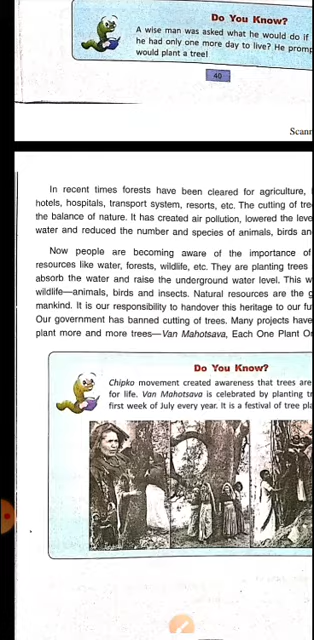 Do You Know?
A wise man was asked what he would do if
he had only one more day to live? He promp
would plant a tree!
40
Scann
In recent times forests have been cleared for agriculture,
hotels, hospitals, transport system, resorts, etc. The cutting of tre
the balance of nature. It has created air pollution, lowered the leve
water and reduced the number and species of animals, birds an
Now people are becoming aware of the importance of
resources like water, forests, wildlife, etc. They are planting trees
absorb the water and raise the underground water level. This w
wildlife—animals, birds and insects. Natural resources are the g
mankind. It is our responsibility to handover this heritage to our fu
Our government has banned cutting of trees. Many projects have
plant more and more trees—Van Mahotsava, Each One Plant On
Do You Know?
Chipko movement created awareness that trees are
for life. Van Mahotsava is celebrated by planting tr
first week of July every year. It is a festival of tree pla